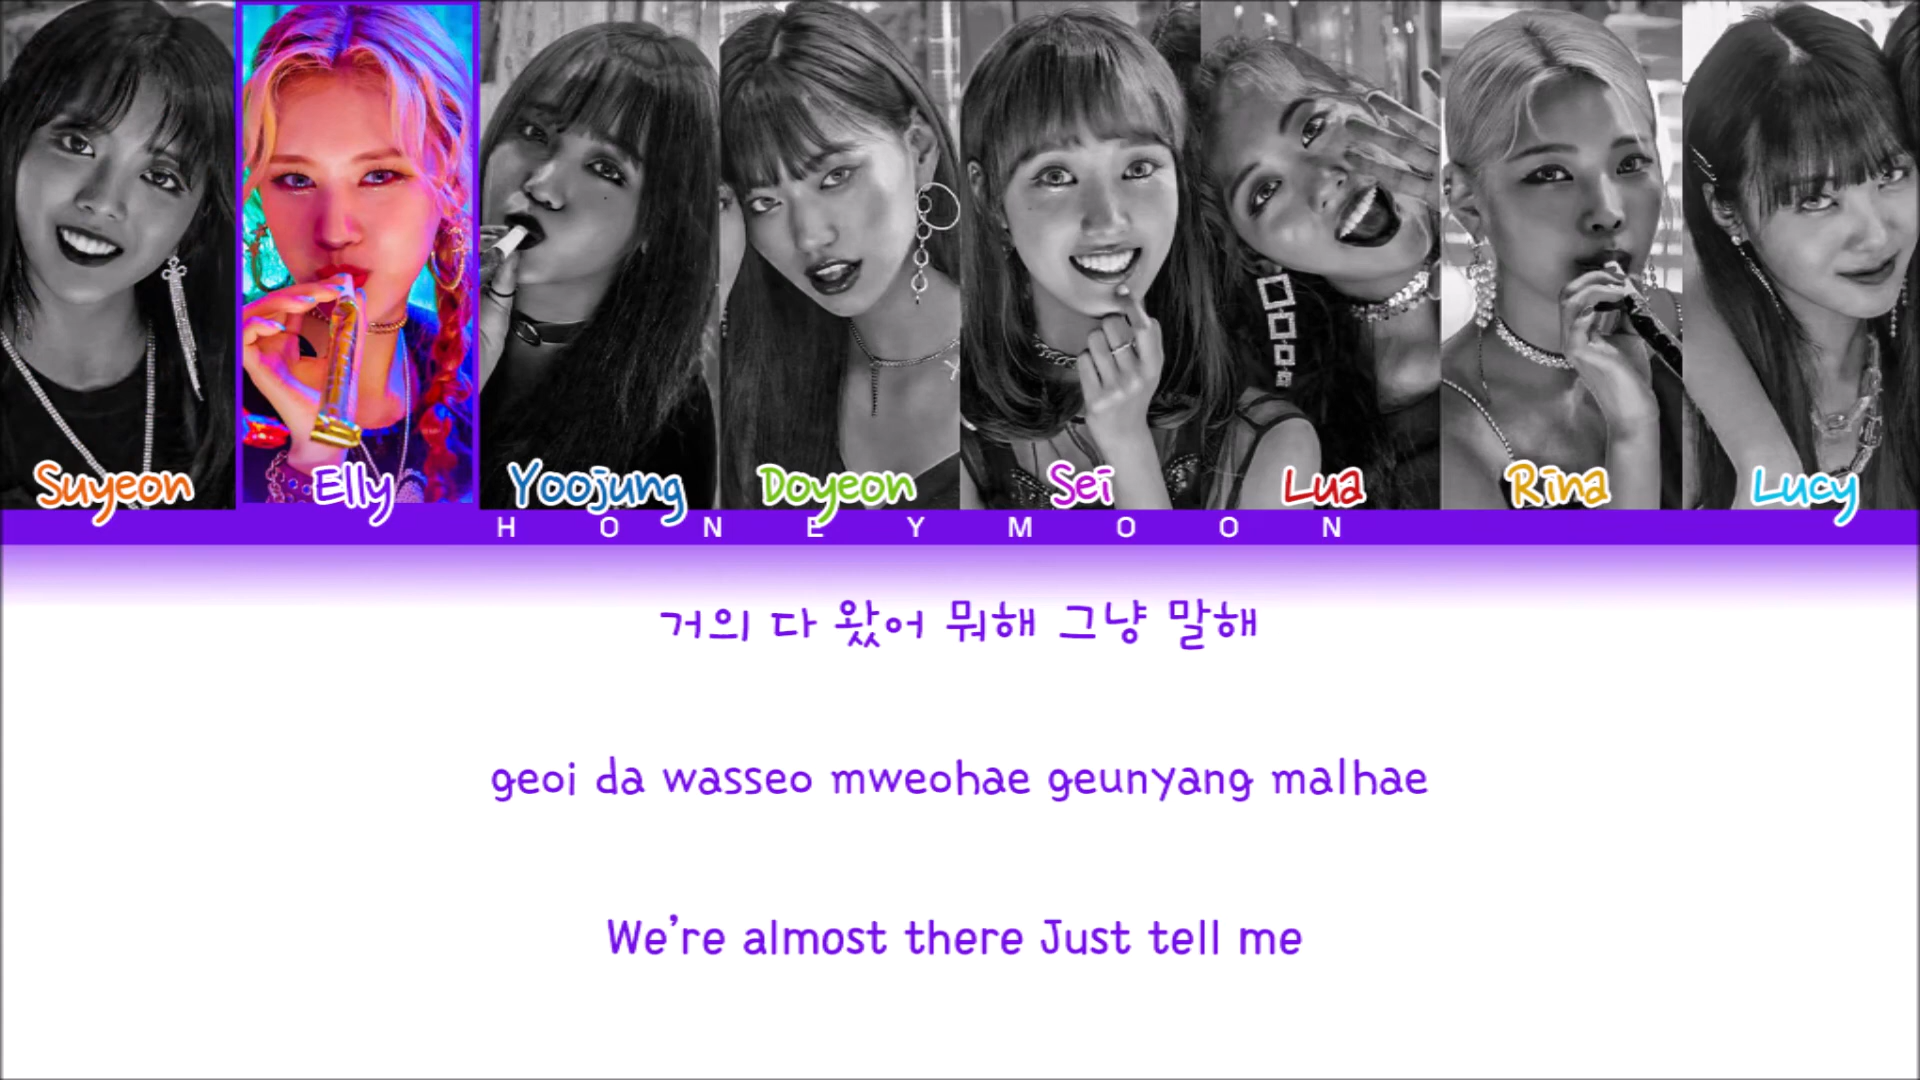 Suyeon Elly Yoojung Doyeon Sei Lua Rina Lucy
HONEYMOON
거의 다 왔어 뭐해 그냥 말해
geoi da wasseo mweohae geunyang malhae
We’re almost there Just tell me